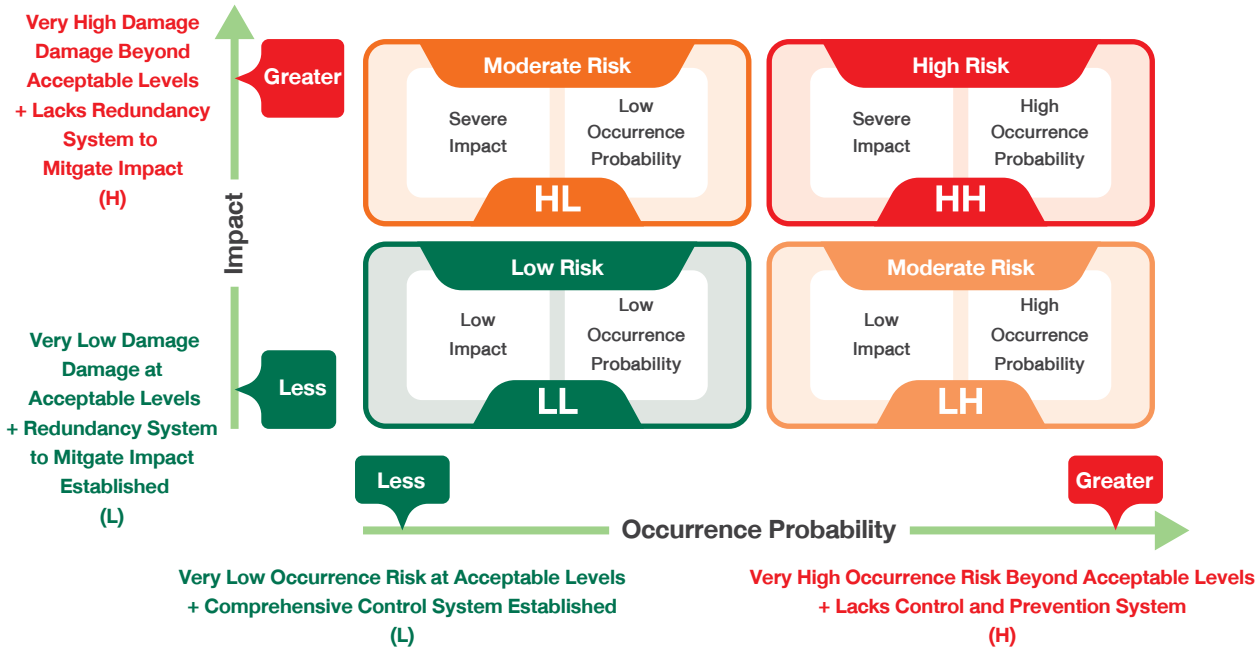 Very High Damage
Damage Beyond
Acceptable Levels
+ Lacks Redundancy
System to
Mitgate Impact
(H)
Greater
Impact
Very Low Damage
Damage at
Acceptable Levels
+ Redundancy System
to Mitgate Impact
Established
(L)
Less
Moderate Risk
Severe
Impact
Low
Occurrence
Probability
HL
High Risk
Severe
Impact
High
Occurrence
Probability
HH
Low Risk
Low
Impact
Low
Occurrence
Probability
LL
Moderate Risk
Low
Impact
High
Occurrence
Probability
LH
Less
Occurrence Probability
Greater
Very Low Occurrence Risk at Acceptable Levels
+ Comprehensive Control System Established
(L)
Very High Occurrence Risk Beyond Acceptable Levels
+ Lacks Control and Prevention System
(H)